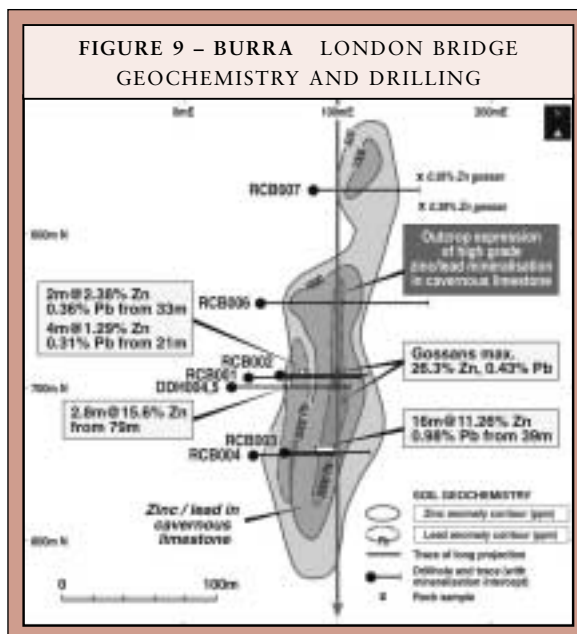 FIGURE 9 – BURRA LONDON BRIDGE
GEOCHEMISTRY AND DRILLING
0mE
100mE
200mE
RCB007
x 0.85% Zn gossan
x
Zn gossan
Outcrop expression
of high grade
zinc/lead mineralisation
in cavernous limestone
2m@2.38% Zn
0.36% Pb from 33m
4m@1.29% Zn
0.31% Pb from 21m
RCB006
RCB002
RCB001
700m N
DDH004,5
Gossans max.
26.3% Zn, 0.43% Pb
2.8m@15.6% Zn
from 79m
16m@11.26% Zn
0.98% Pb from 39m
RCB003
RCB004
Zinc / lead in
cavernous
limestone
SOIL GEOCHEMISTRY
Zinc anomaly contour (ppm)
Pb
Lead anomaly contour (ppm)
Trace of long projection
Drillhole and trace (with
mineralisation intercept)
x Rock sample
0
100m